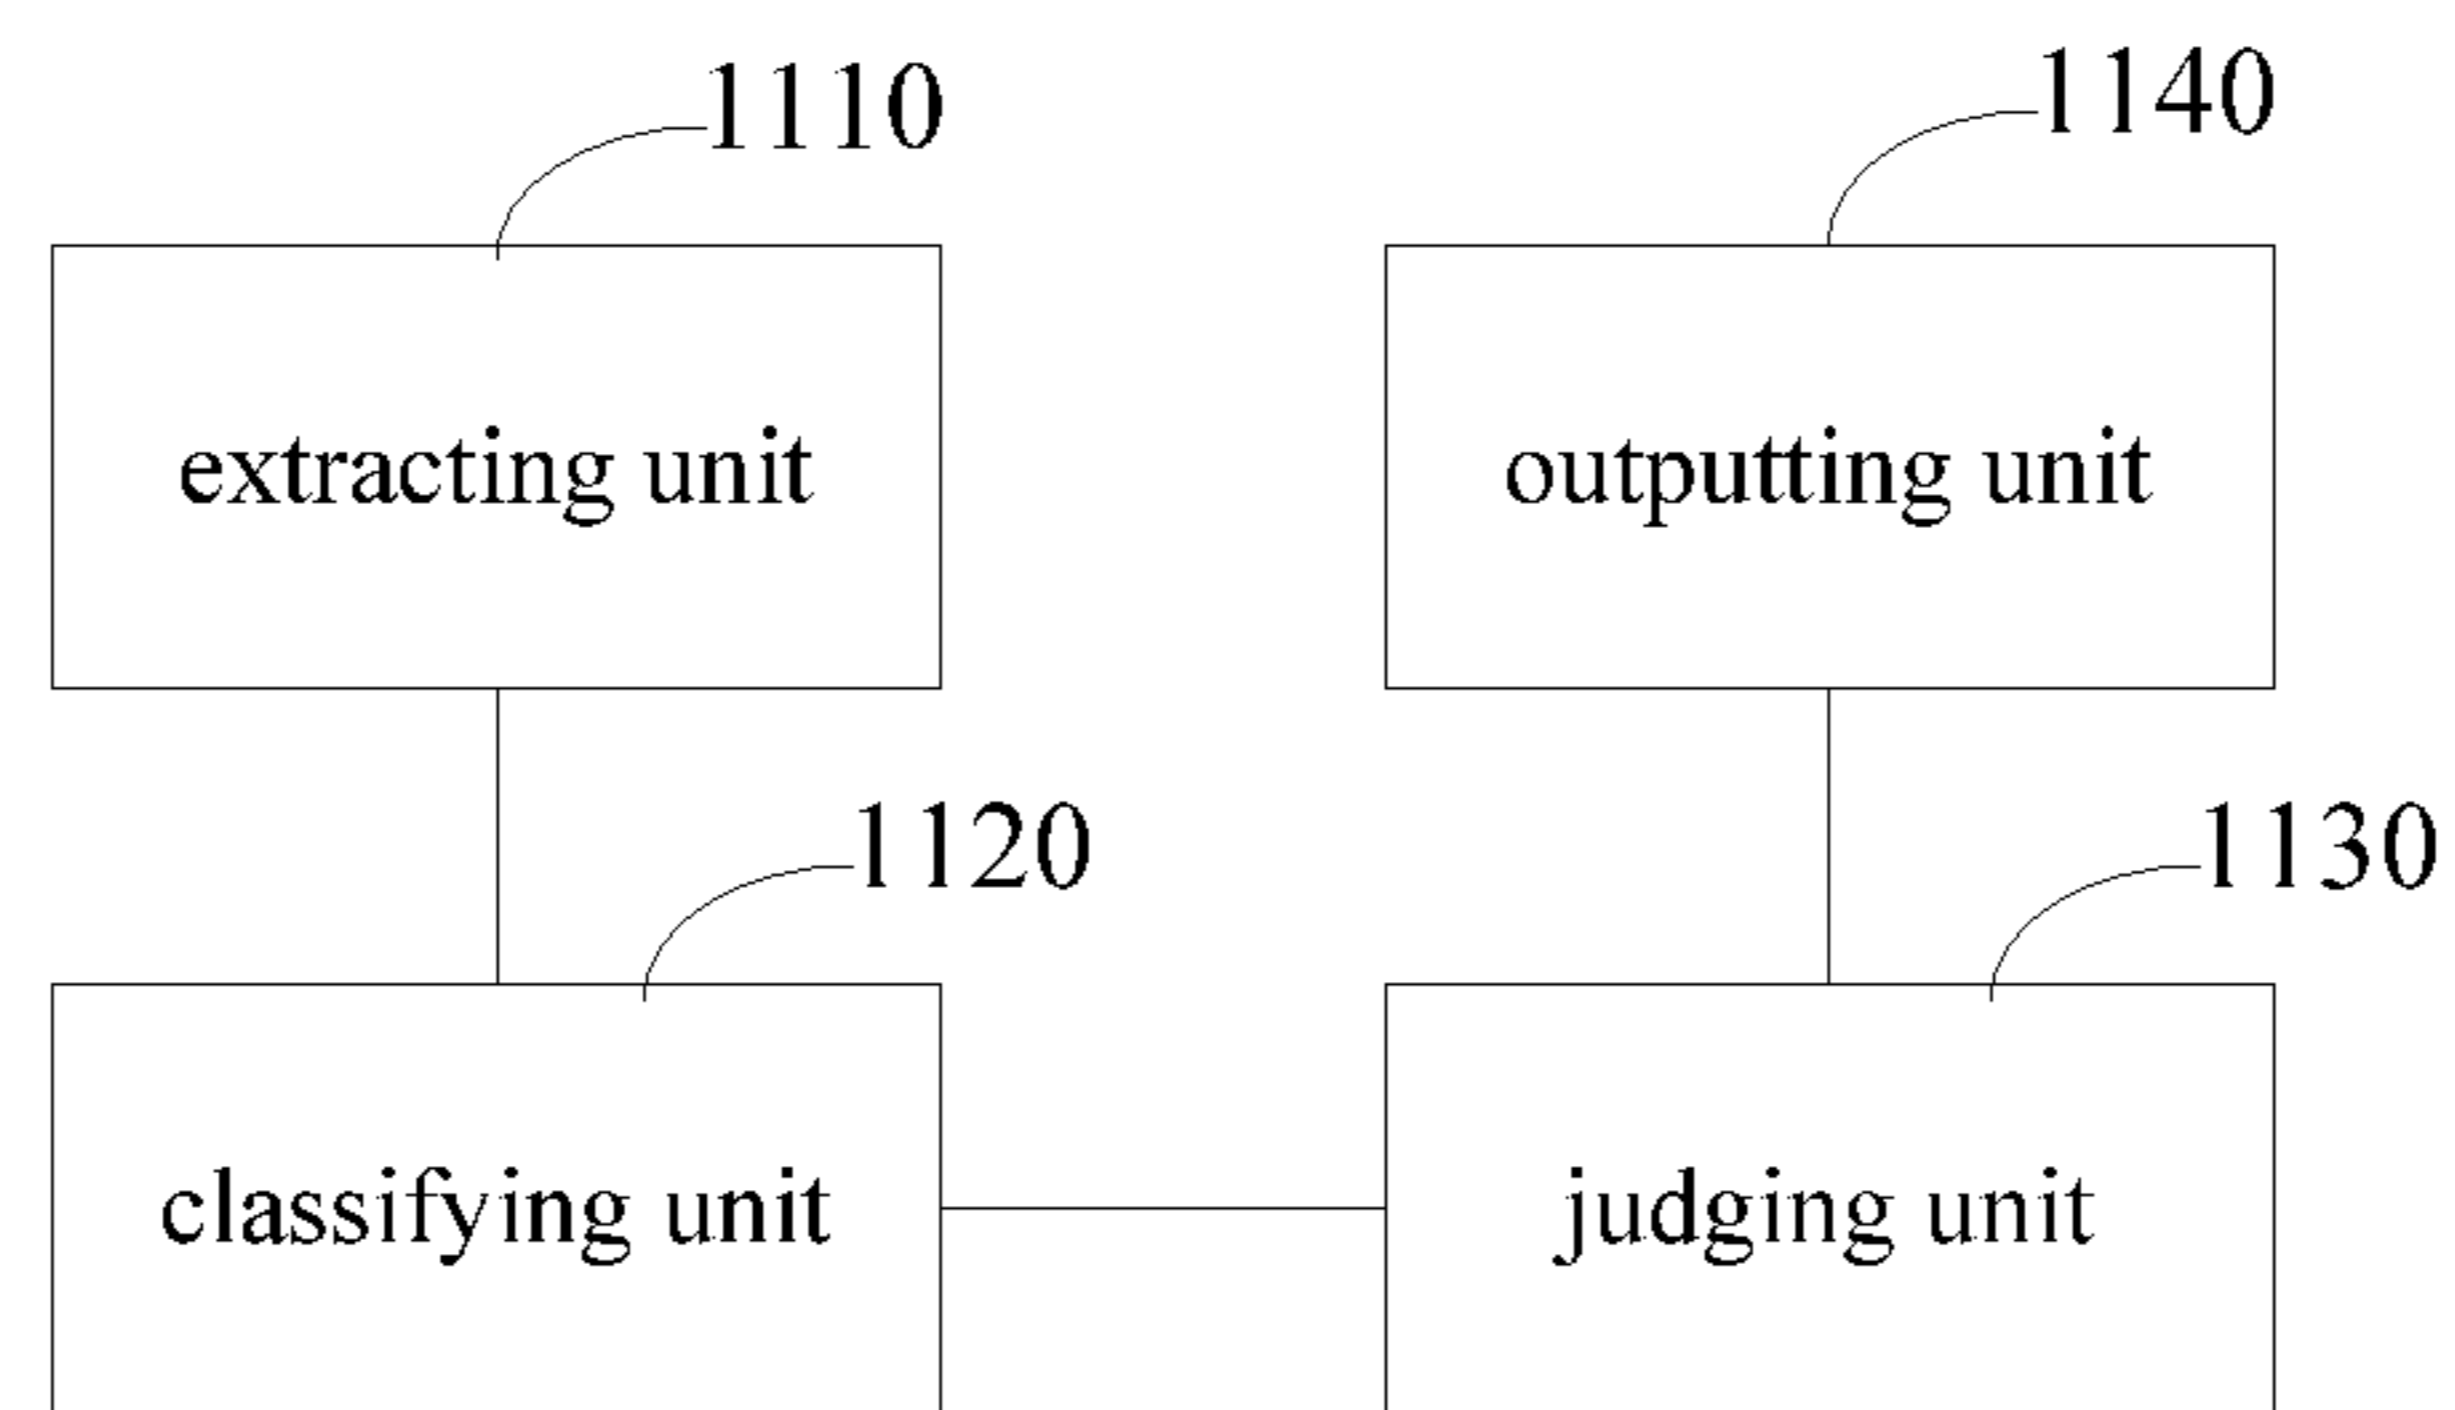 1110
1140
extracting unit
outputting unit
1120
1130
classifying unit
judging unit